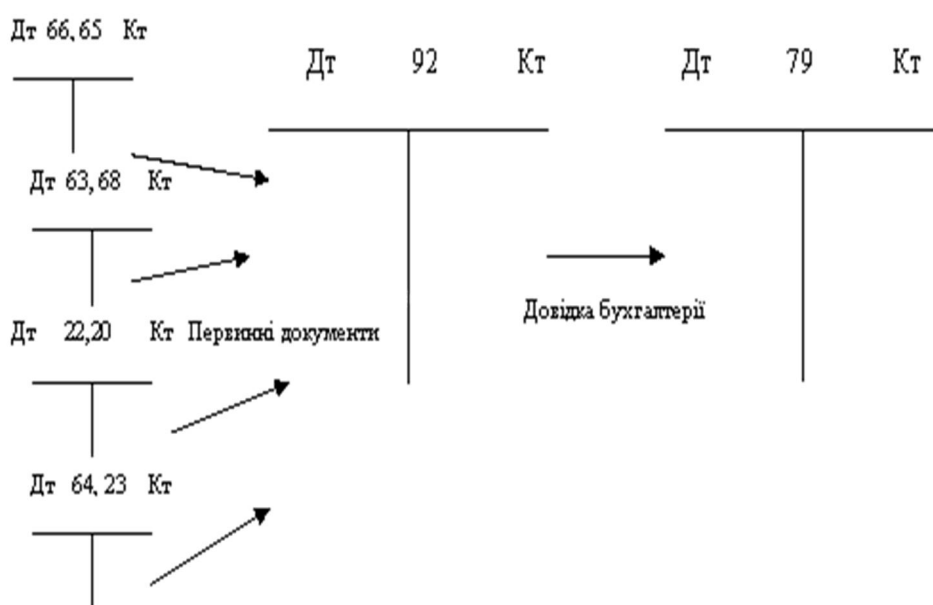 Дт 66, 65 Кт
Дт 92 Кт
Дт 79 Кт
Дт 63, 68 Кт
Дт 22,20 Кт Первинні документи
Довідка бухгалтерії
Дт 64, 23 Кт